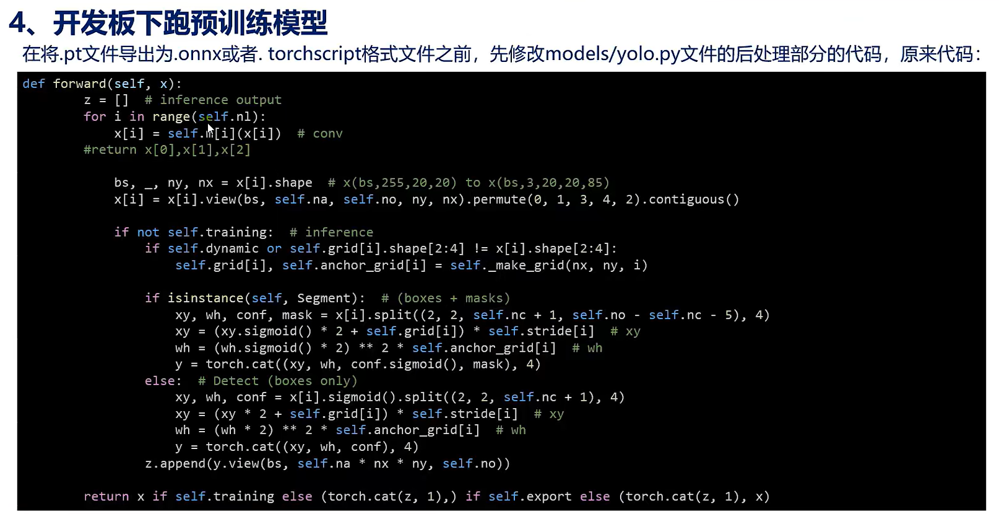 4、开发板下跑预训练模型
在将.pt文件导出为.onnx或者. torchscript格式文件之前，先修改models/yolo.py文件的后处理部分的代码，原来代码：
def forward(self, x):
        z = []  # inference output
        for i in range(self.nl):
            x[i] = self.m[i](x[i])  # conv
        #return x[0],x[1],x[2]
            bs, _, ny, nx = x[i].shape  # x(bs,255,20,20) to x(bs,3,20,20,85)
            x[i] = x[i].view(bs, self.na, self.no, ny, nx).permute(0, 1, 3, 4, 2).contiguous()
            if not self.training:  # inference
                if self.dynamic or self.grid[i].shape[2:4] != x[i].shape[2:4]:
                    self.grid[i], self.anchor_grid[i] = self._make_grid(nx, ny, i)
                if isinstance(self, Segment):  # (boxes + masks)
                    xy, wh, conf, mask = x[i].split((2, 2, self.nc + 1, self.no - self.nc - 5), 4)
                    xy = (xy.sigmoid() * 2 + self.grid[i]) * self.stride[i]  # xy
                    wh = (wh.sigmoid() * 2) ** 2 * self.anchor_grid[i]  # wh
                    y = torch.cat((xy, wh, conf.sigmoid(), mask), 4)
                else:  # Detect (boxes only)
                    xy, wh, conf = x[i].sigmoid().split((2, 2, self.nc + 1), 4)
                    xy = (xy * 2 + self.grid[i]) * self.stride[i]  # xy
                    wh = (wh * 2) ** 2 * self.anchor_grid[i]  # wh
                    y = torch.cat((xy, wh, conf), 4)
                z.append(y.view(bs, self.na * nx * ny, self.no))
        return x if self.training else (torch.cat(z, 1),) if self.export else (torch.cat(z, 1), x)